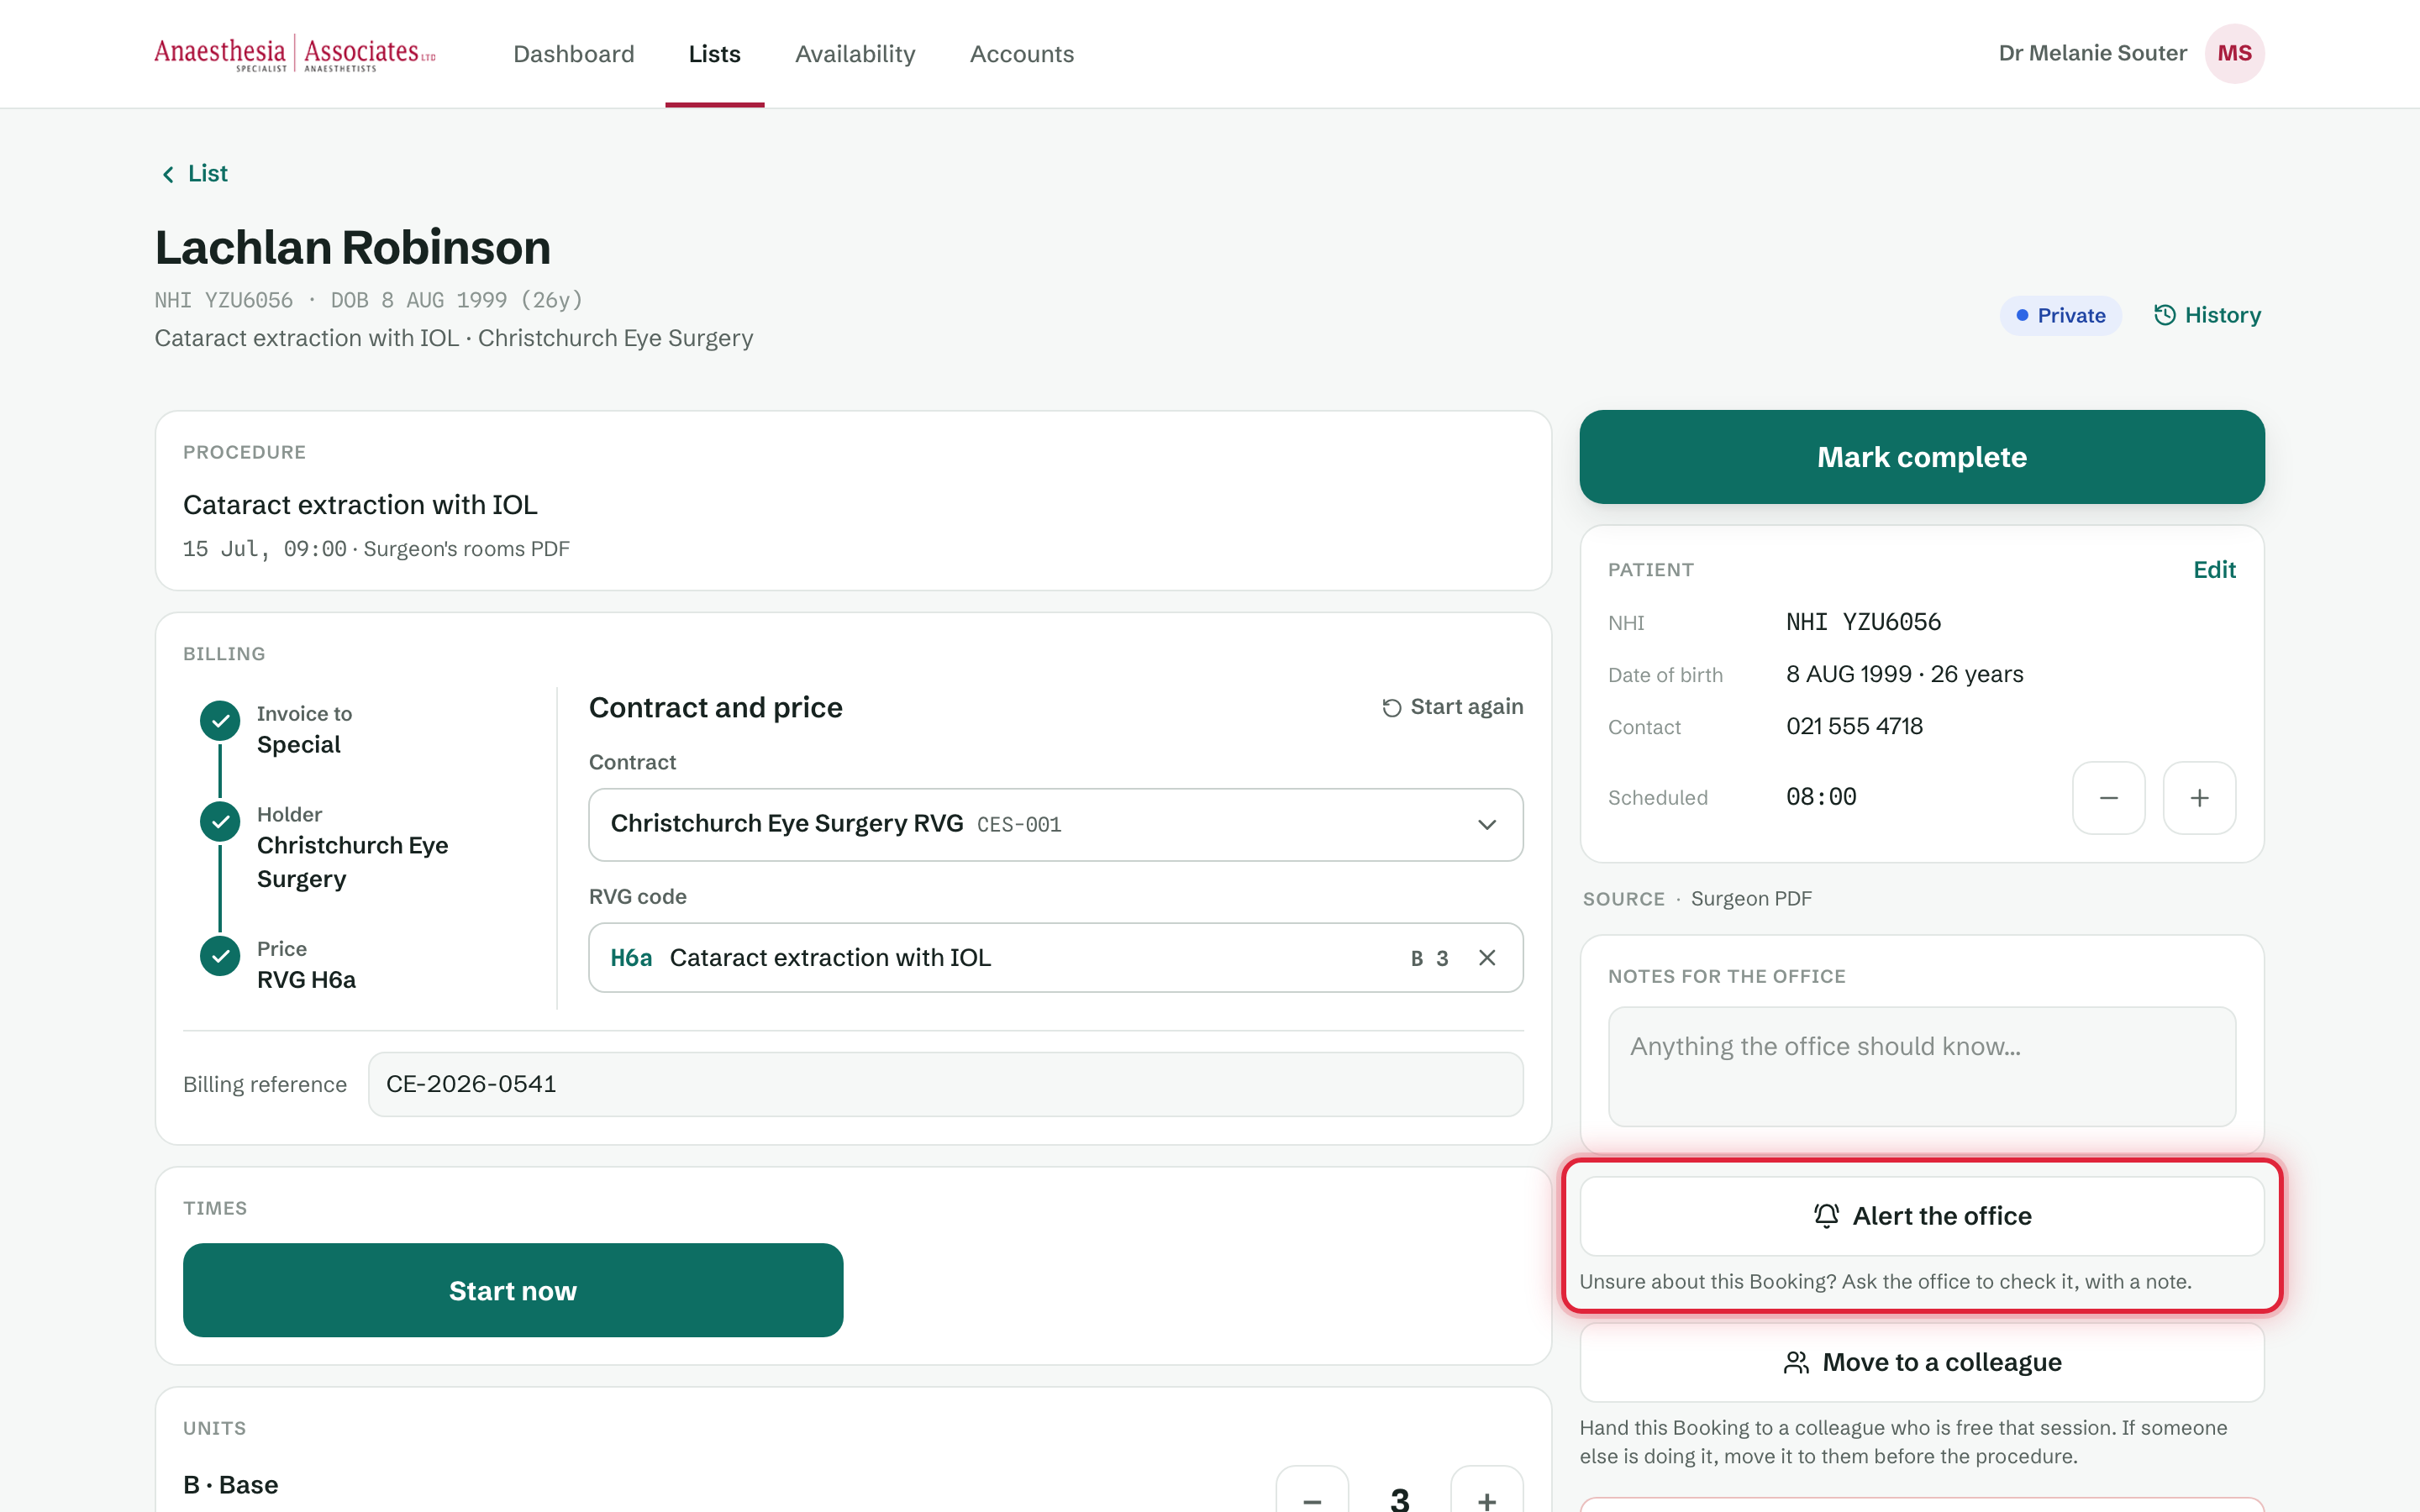 Anaesthesia | Associates LTD
SPECIALIST ANAESTHETISTS
Dashboard
Lists
Availability
Accounts
Dr Melanie Souter
MS
List
Lachlan Robinson
NHI YZU6056 · DOB 8 AUG 1999 (26y)
Cataract extraction with IOL · Christchurch Eye Surgery
Private
History
PROCEDURE
Cataract extraction with IOL
15 Jul, 09:00 · Surgeon's rooms PDF
BILLING
Invoice to
Special
Holder
Christchurch Eye
Surgery
Price
RVG H6a
Contract and price
Start again
Contract
Christchurch Eye Surgery RVG CES-001
RVG code
H6a Cataract extraction with IOL B 3
Billing reference
CE-2026-0541
TIMES
Start now
UNITS
B · Base
3
Mark complete
PATIENT
Edit
NHI
NHI YZU6056
Date of birth
8 AUG 1999 · 26 years
Contact
021 555 4718
Scheduled
08:00
SOURCE · Surgeon PDF
NOTES FOR THE OFFICE
Anything the office should know...
Alert the office
Unsure about this Booking? Ask the office to check it, with a note.
Move to a colleague
Hand this Booking to a colleague who is free that session. If someone
else is doing it, move it to them before the procedure.